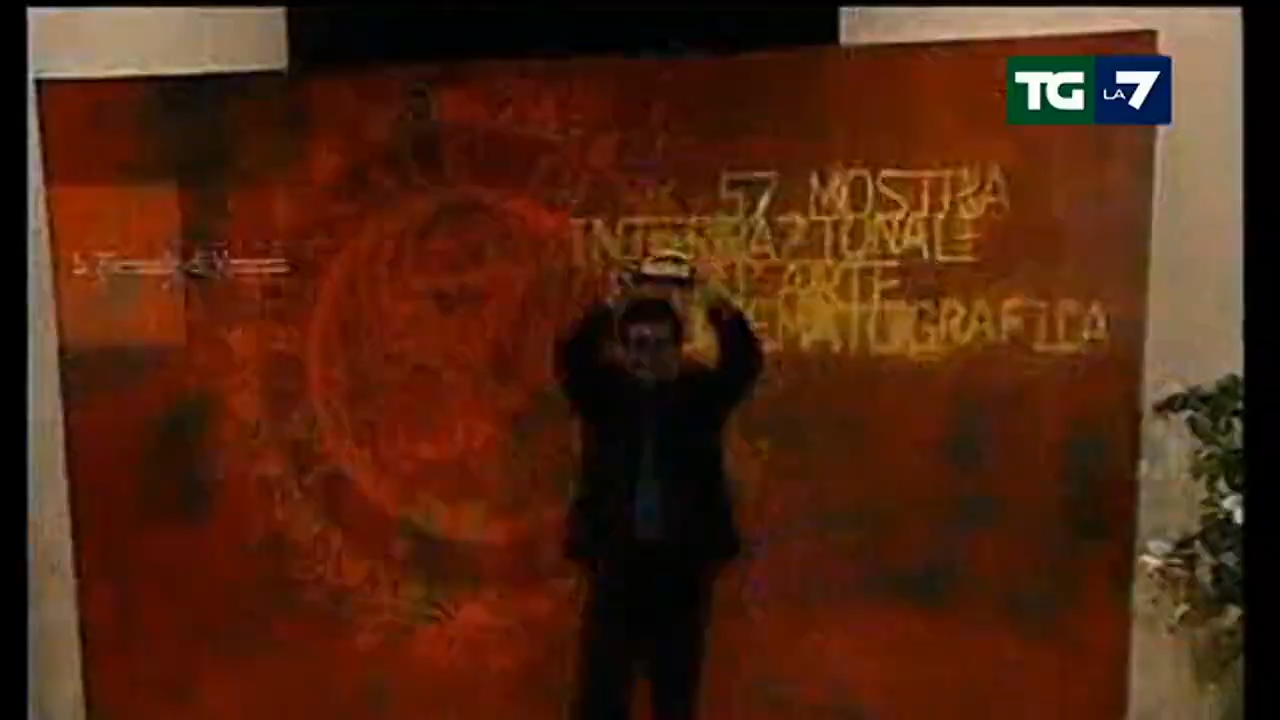 TG LA7
57 MOSTRA
INTERNAZIONALE
ARTE
CINEMATOGRAFICA